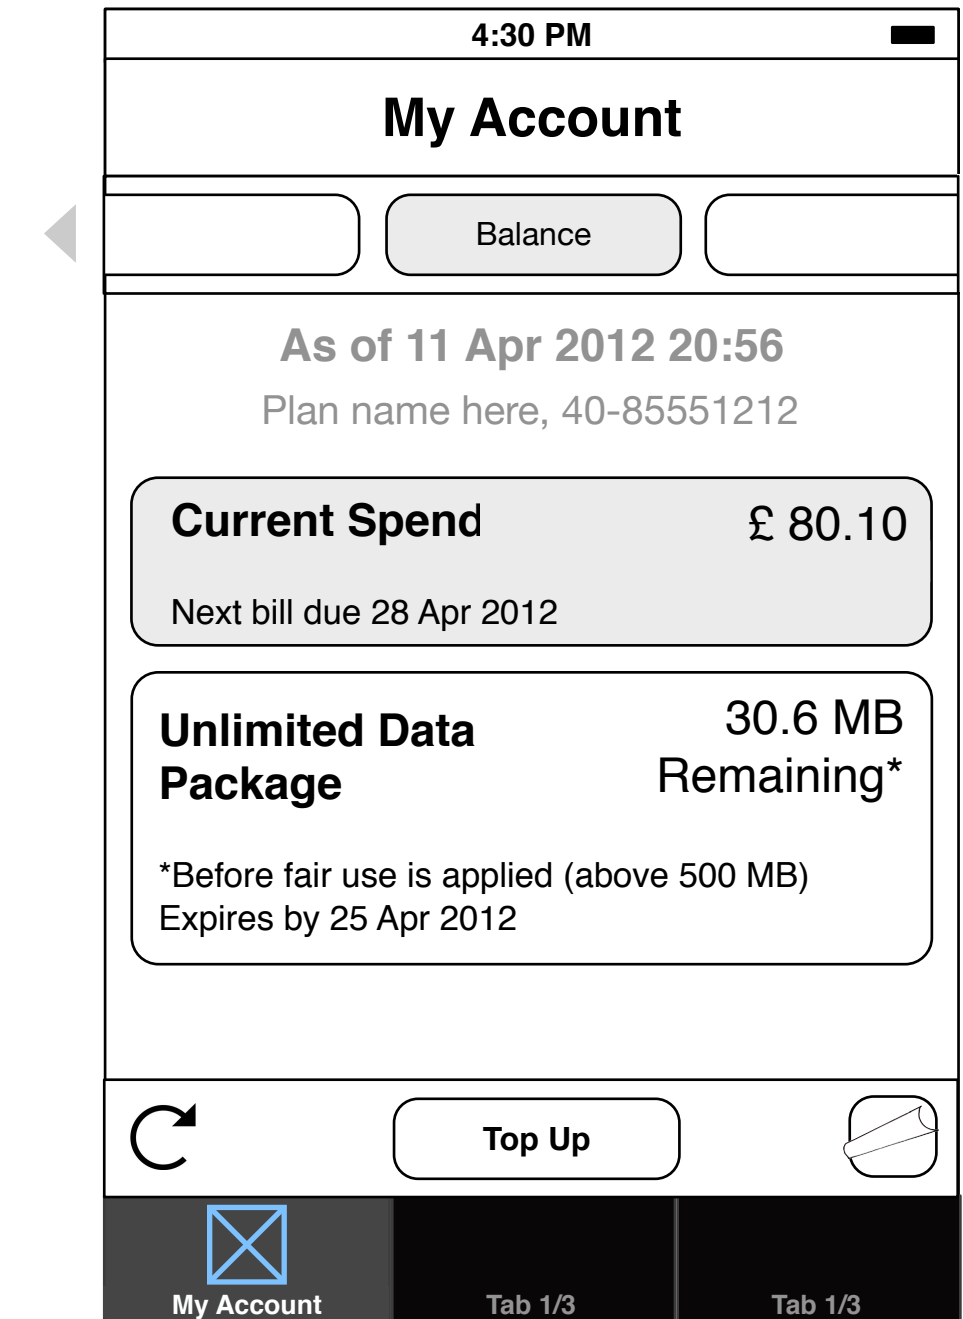 4:30 PM
My Account
Balance
As of 11 Apr 2012 20:56
Plan name here, 40-85551212
Current Spend
£ 80.10
Next bill due 28 Apr 2012
Unlimited Data
Package
30.6 MB
Remaining*
*Before fair use is applied (above 500 MB)
Expires by 25 Apr 2012
Top Up
My Account
Tab 1/3
Tab 1/3